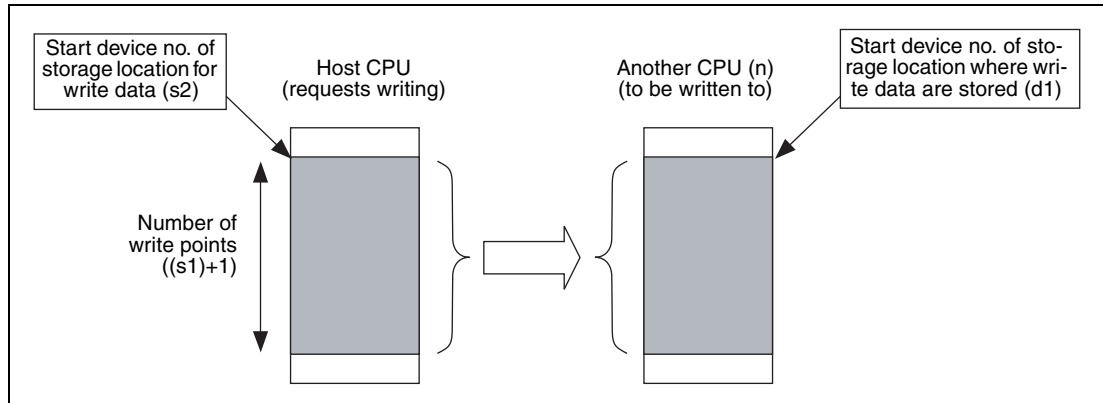 Start device no. of
storage location for
write data (s2)
Host CPU
(requests writing)
Another CPU (n)
(to be written to)
Start device no. of sto-
rage location where wri-
te data are stored (d1)
Number of
write points
((s1)+1)